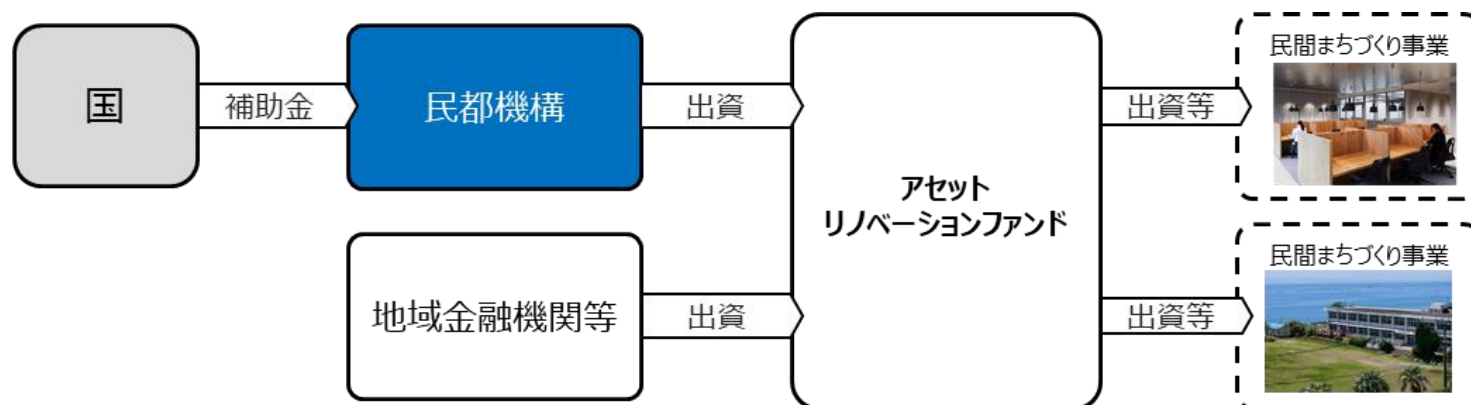 国
補助金
民都機構
出資
アセット
リノベーションファンド
出資等
民間まちづくり事業
地域金融機関等
出資
出資等
民間まちづくり事業